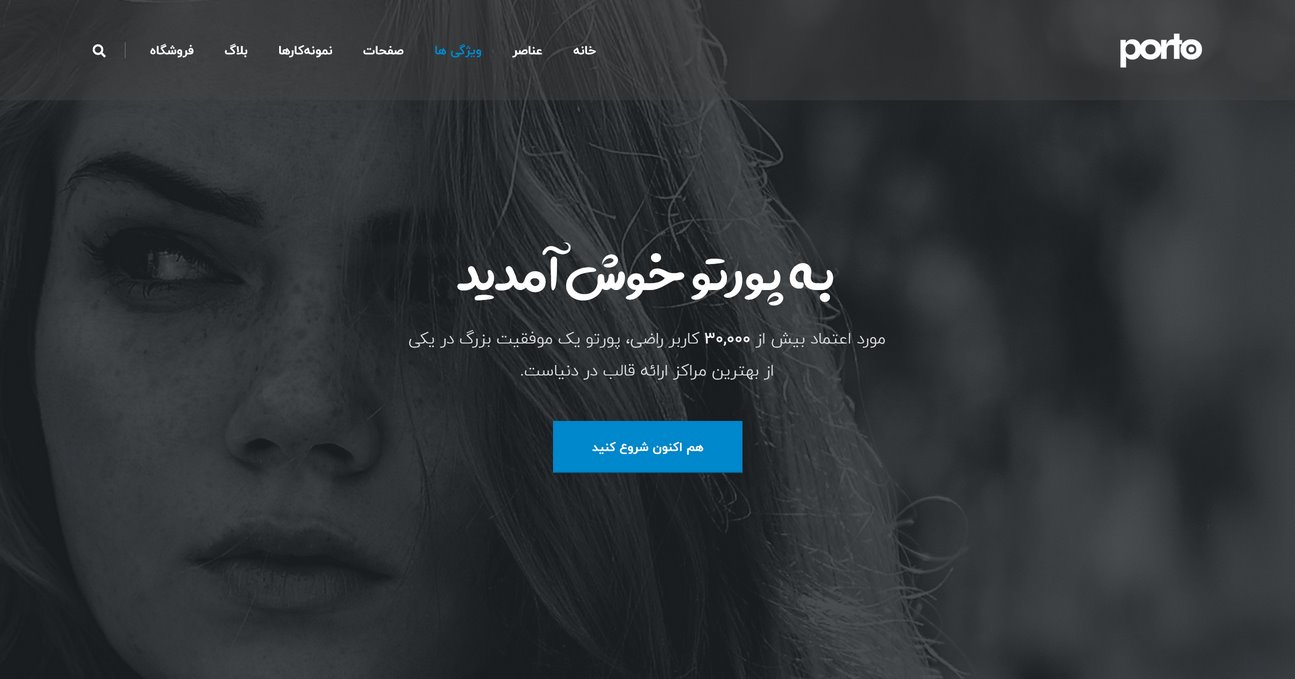 porto
خانه
عناصر
ویژگی ها
صفحات
نمونه‌کارها
بلاگ
فروشگاه
به پورتو خوش آمدید
مورد اعتماد بیش از ۳۰,۰۰۰ کاربر راضی، پورتو یک موفقیت بزرگ در یکی
از بهترین مراکز ارائه قالب در دنیاست.
هم اکنون شروع کنید